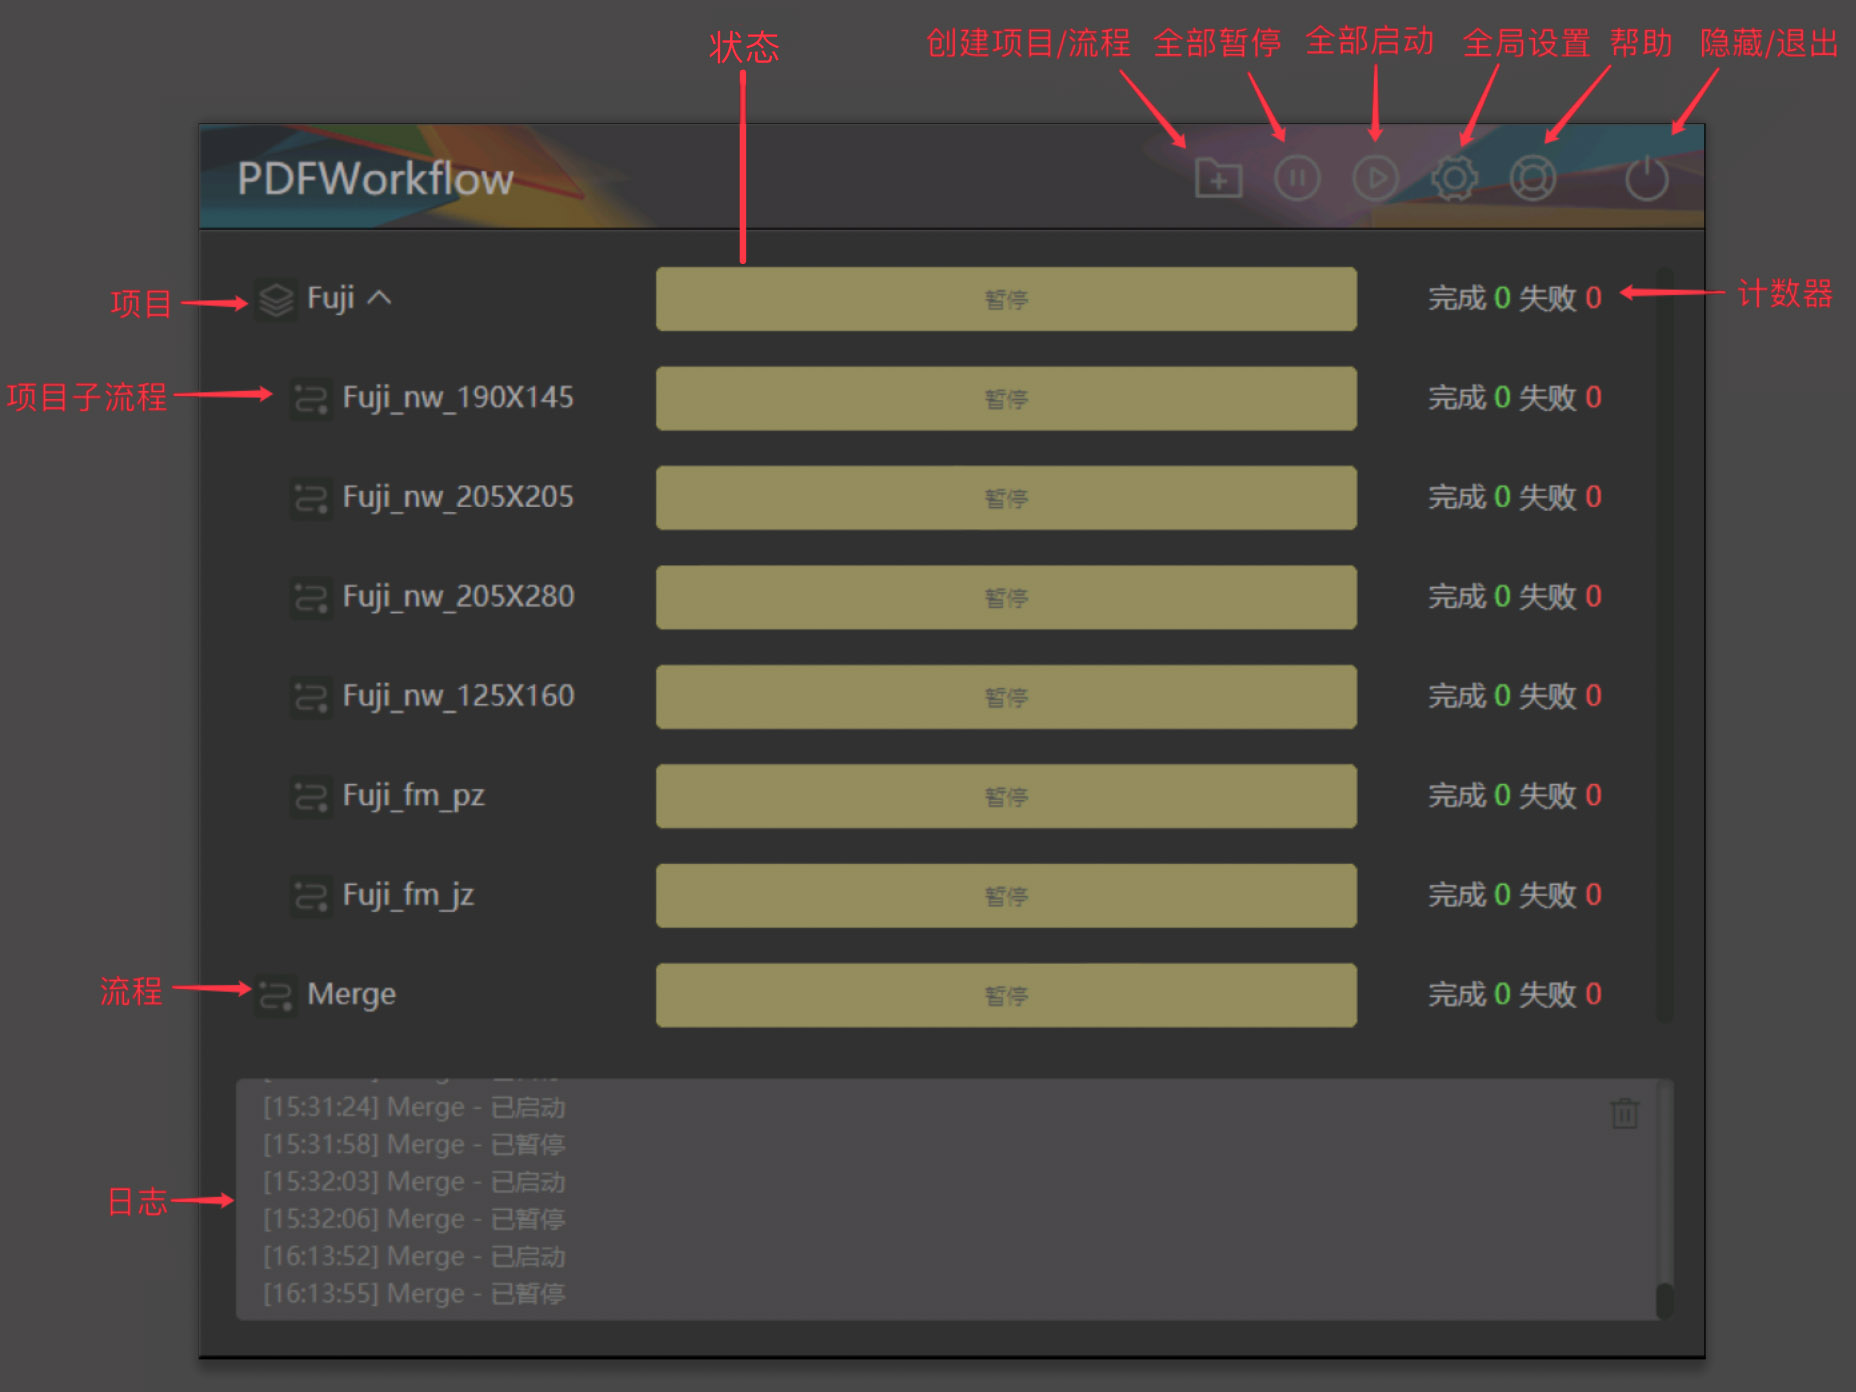 状态
创建项目/流程 全部暂停 全部启动 全局设置 帮助 隐藏/退出
PDFWorkflow
项目 Fuji 暂停 完成 0 失败 0 计数器
项目子流程 Fuji_nw_190X145 暂停 完成 0 失败 0
Fuji_nw_205X205 暂停 完成 0 失败 0
Fuji_nw_205X280 暂停 完成 0 失败 0
Fuji_nw_125X160 暂停 完成 0 失败 0
Fuji_fm_pz 暂停 完成 0 失败 0
Fuji_fm_jz 暂停 完成 0 失败 0
流程 Merge 暂停 完成 0 失败 0
[15:31:24] Merge - 已启动
[15:31:58] Merge - 已暂停
[15:32:03] Merge - 已启动
日志
[15:32:06] Merge - 已暂停
[16:13:52] Merge - 已启动
[16:13:55] Merge - 已暂停